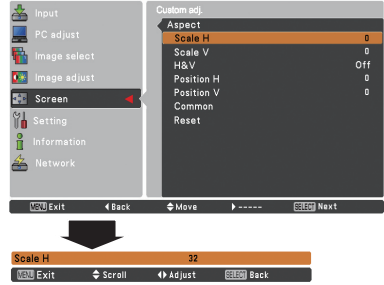 Custom adj.
Input
PC adjust
Image select
Image adjust
Screen
Setting
Information
Network
Aspect
Scale H 0
Scale V 0
H&V Off
Position H 0
Position V 0
Common
Reset
MENU Exit Back Move ----- SELECT Next
Scale H 32
MENU Exit Scroll Adjust SELECT Back